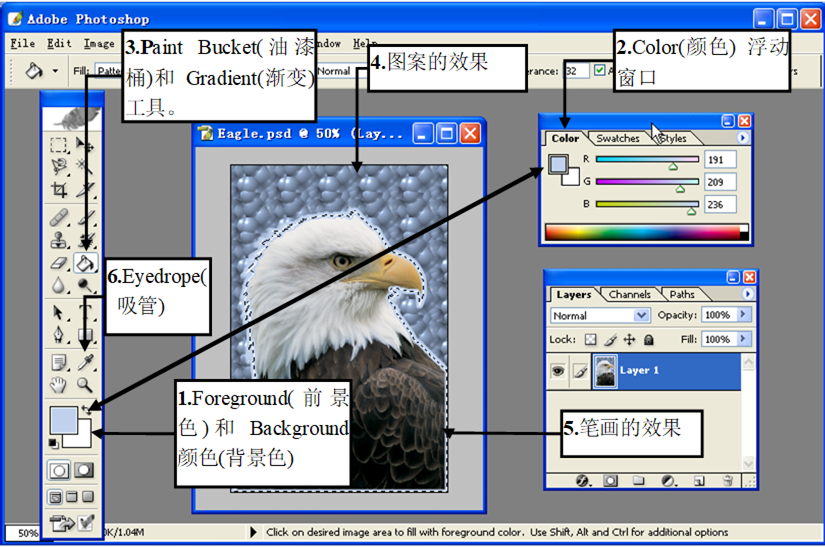 Adobe Photoshop
File Edit Image
ndow Help
3.Paint Bucket(油漆
桶)和 Gradient(渐变)
工具。
4.图案的效果
2.Color(颜色) 浮动
窗口
Fill: Patte
Normal
erance: 32
Eagle.psd @ 50% (Lay...
Color Swatches Styles
R 191
G 209
B 236
6.Eyedrope(
吸管)
Layers Channels Paths
Normal Opacity: 100%
Lock: Fill: 100%
Layer 1
1.Foreground(前景
色)和 Background
颜色(背景色)
5.笔画的效果
50%
0K/1.04M
Click on desired image area to fill with foreground color. Use Shift, Alt and Ctrl for additional options